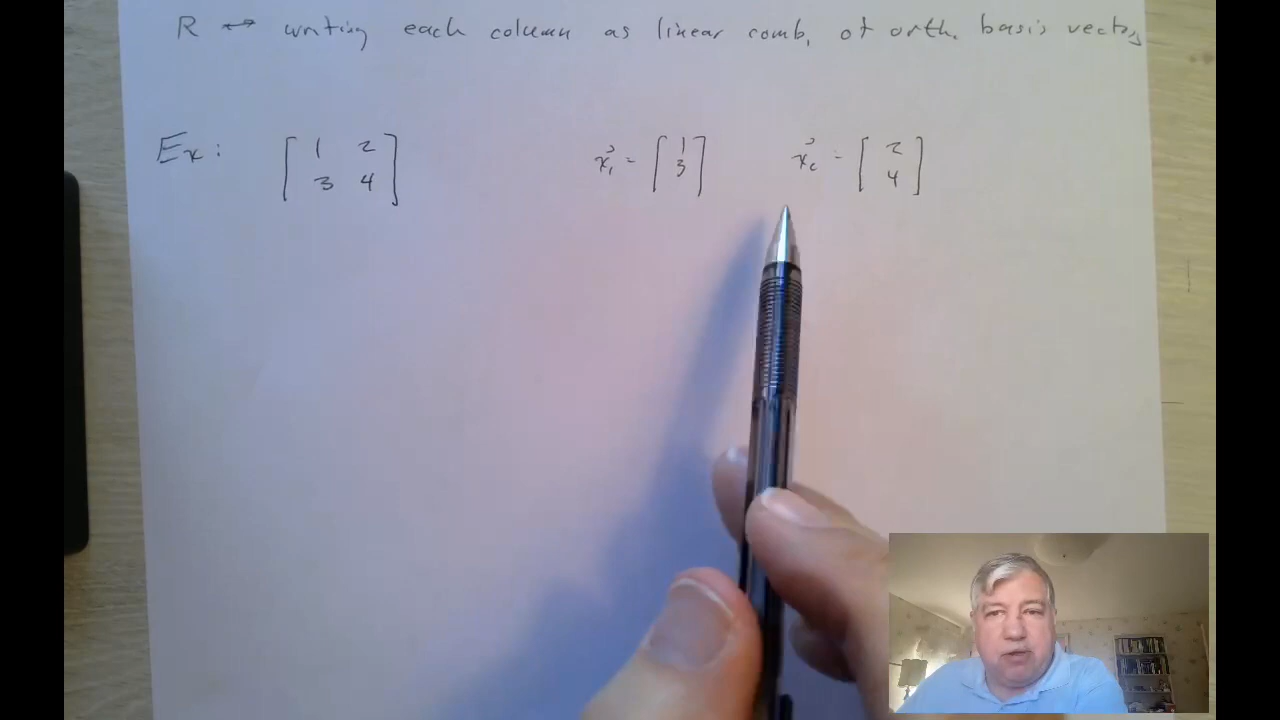 R ↔ writing each column as linear comb. of orth. basis vectors
Ex: [1 2; 3 4] x⃗₁ = [1; 3] x⃗₂ = [2; 4]